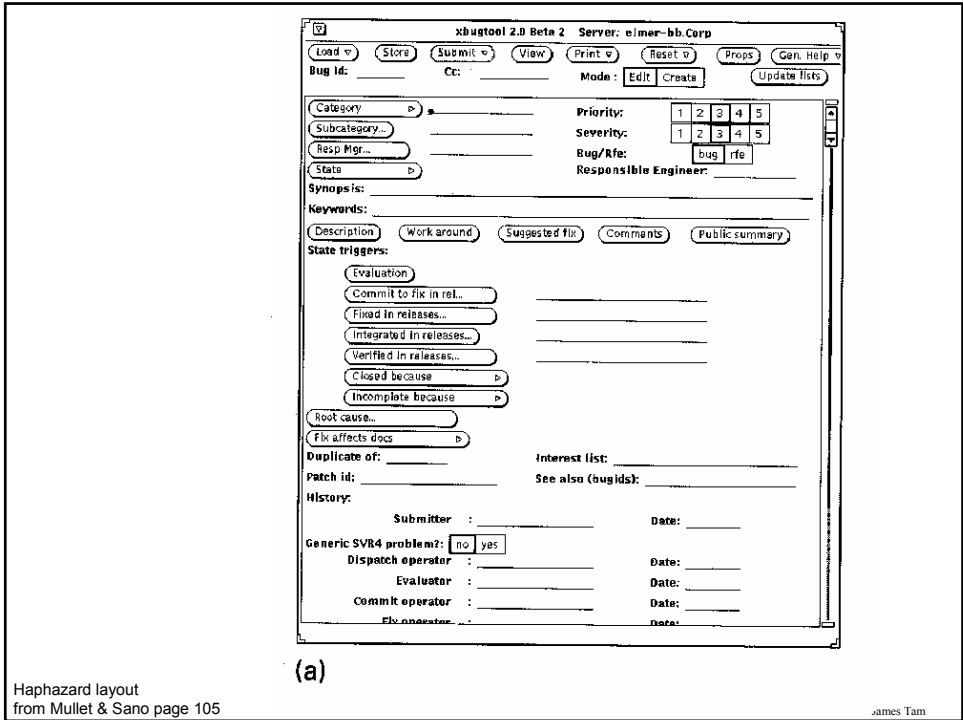 xbugtool 2.0 Beta 2 Server: elmer-bb.Corp
Load Store Submit View Print Reset Props Gen. Help
Bug Id: Cc: Mode: Edit Create Update lists
Category Priority: 1 2 3 4 5
Subcategory... Severity: 1 2 3 4 5
Resp Mgr... Bug/Rfe: bug rfe
State Responsible Engineer:
Synopsis:
Keywords:
Description Work around Suggested fix Comments Public summary
State triggers:
Evaluation
Commit to fix in rel...
Fixed in releases...
Integrated in releases...
Verified in releases...
Closed because
Incomplete because
Root cause...
Fix affects docs
Duplicate of: Interest list:
Patch id: See also (bugids):
History:
Submitter : Date:
Generic SVR4 problem?: no yes
Dispatch operator : Date:
Evaluator : Date:
Commit operator : Date:
Fix operator : Date:
(a)
Haphazard layout
from Mullet & Sano page 105
James Tam